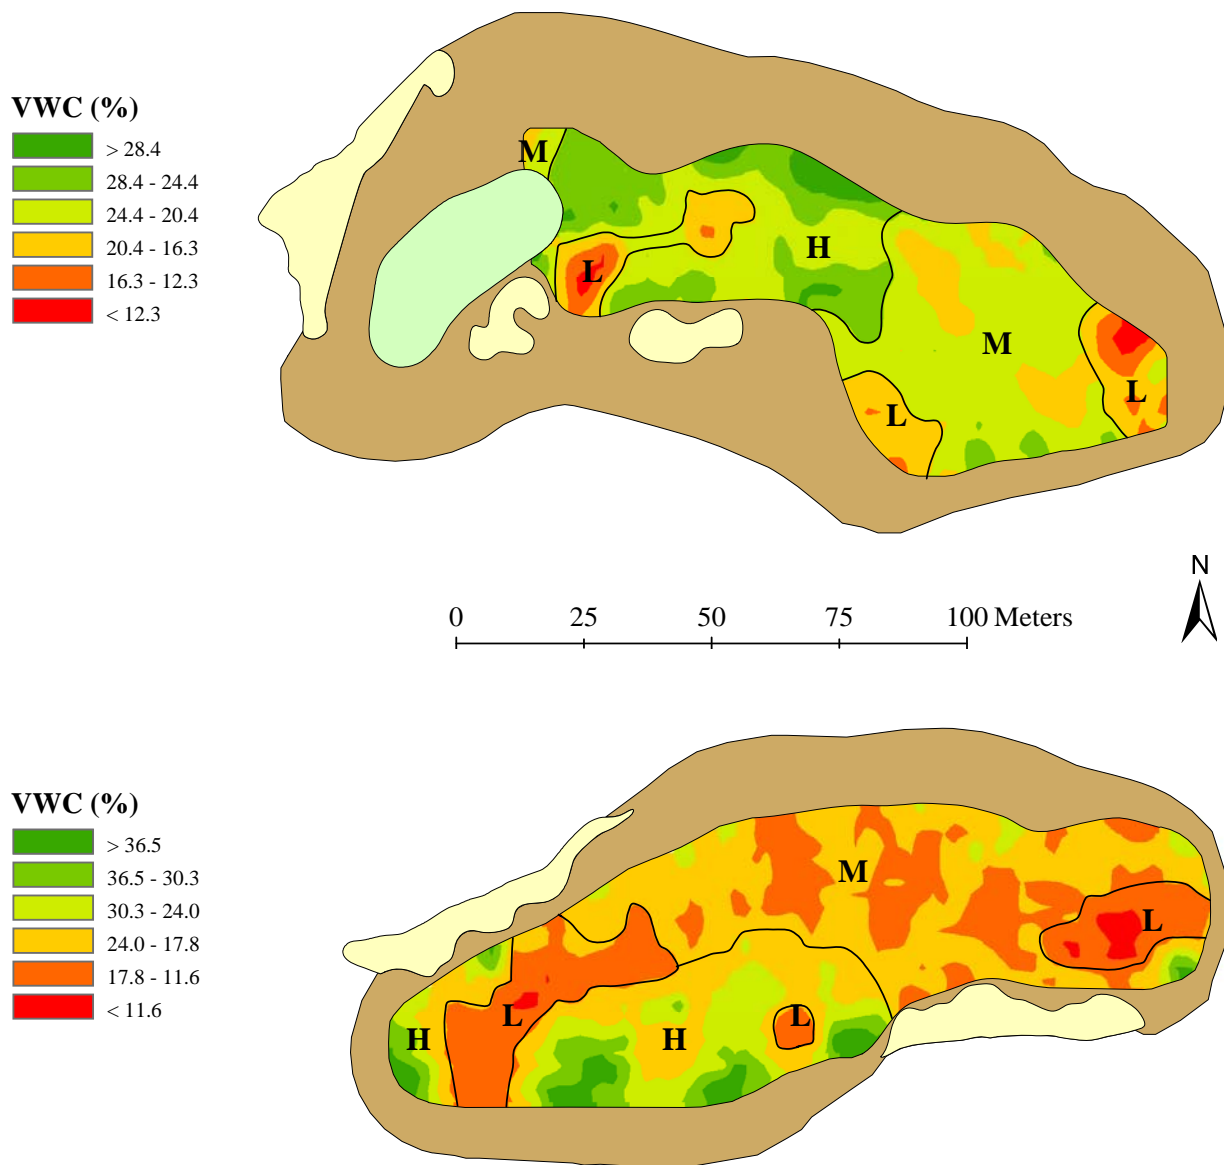 VWC (%)
> 28.4
28.4 - 24.4
24.4 - 20.4
20.4 - 16.3
16.3 - 12.3
< 12.3
M
H
L
M
L
L
N
0 25 50 75 100 Meters
VWC (%)
> 36.5
36.5 - 30.3
30.3 - 24.0
24.0 - 17.8
17.8 - 11.6
< 11.6
M
L
L
L
H
H